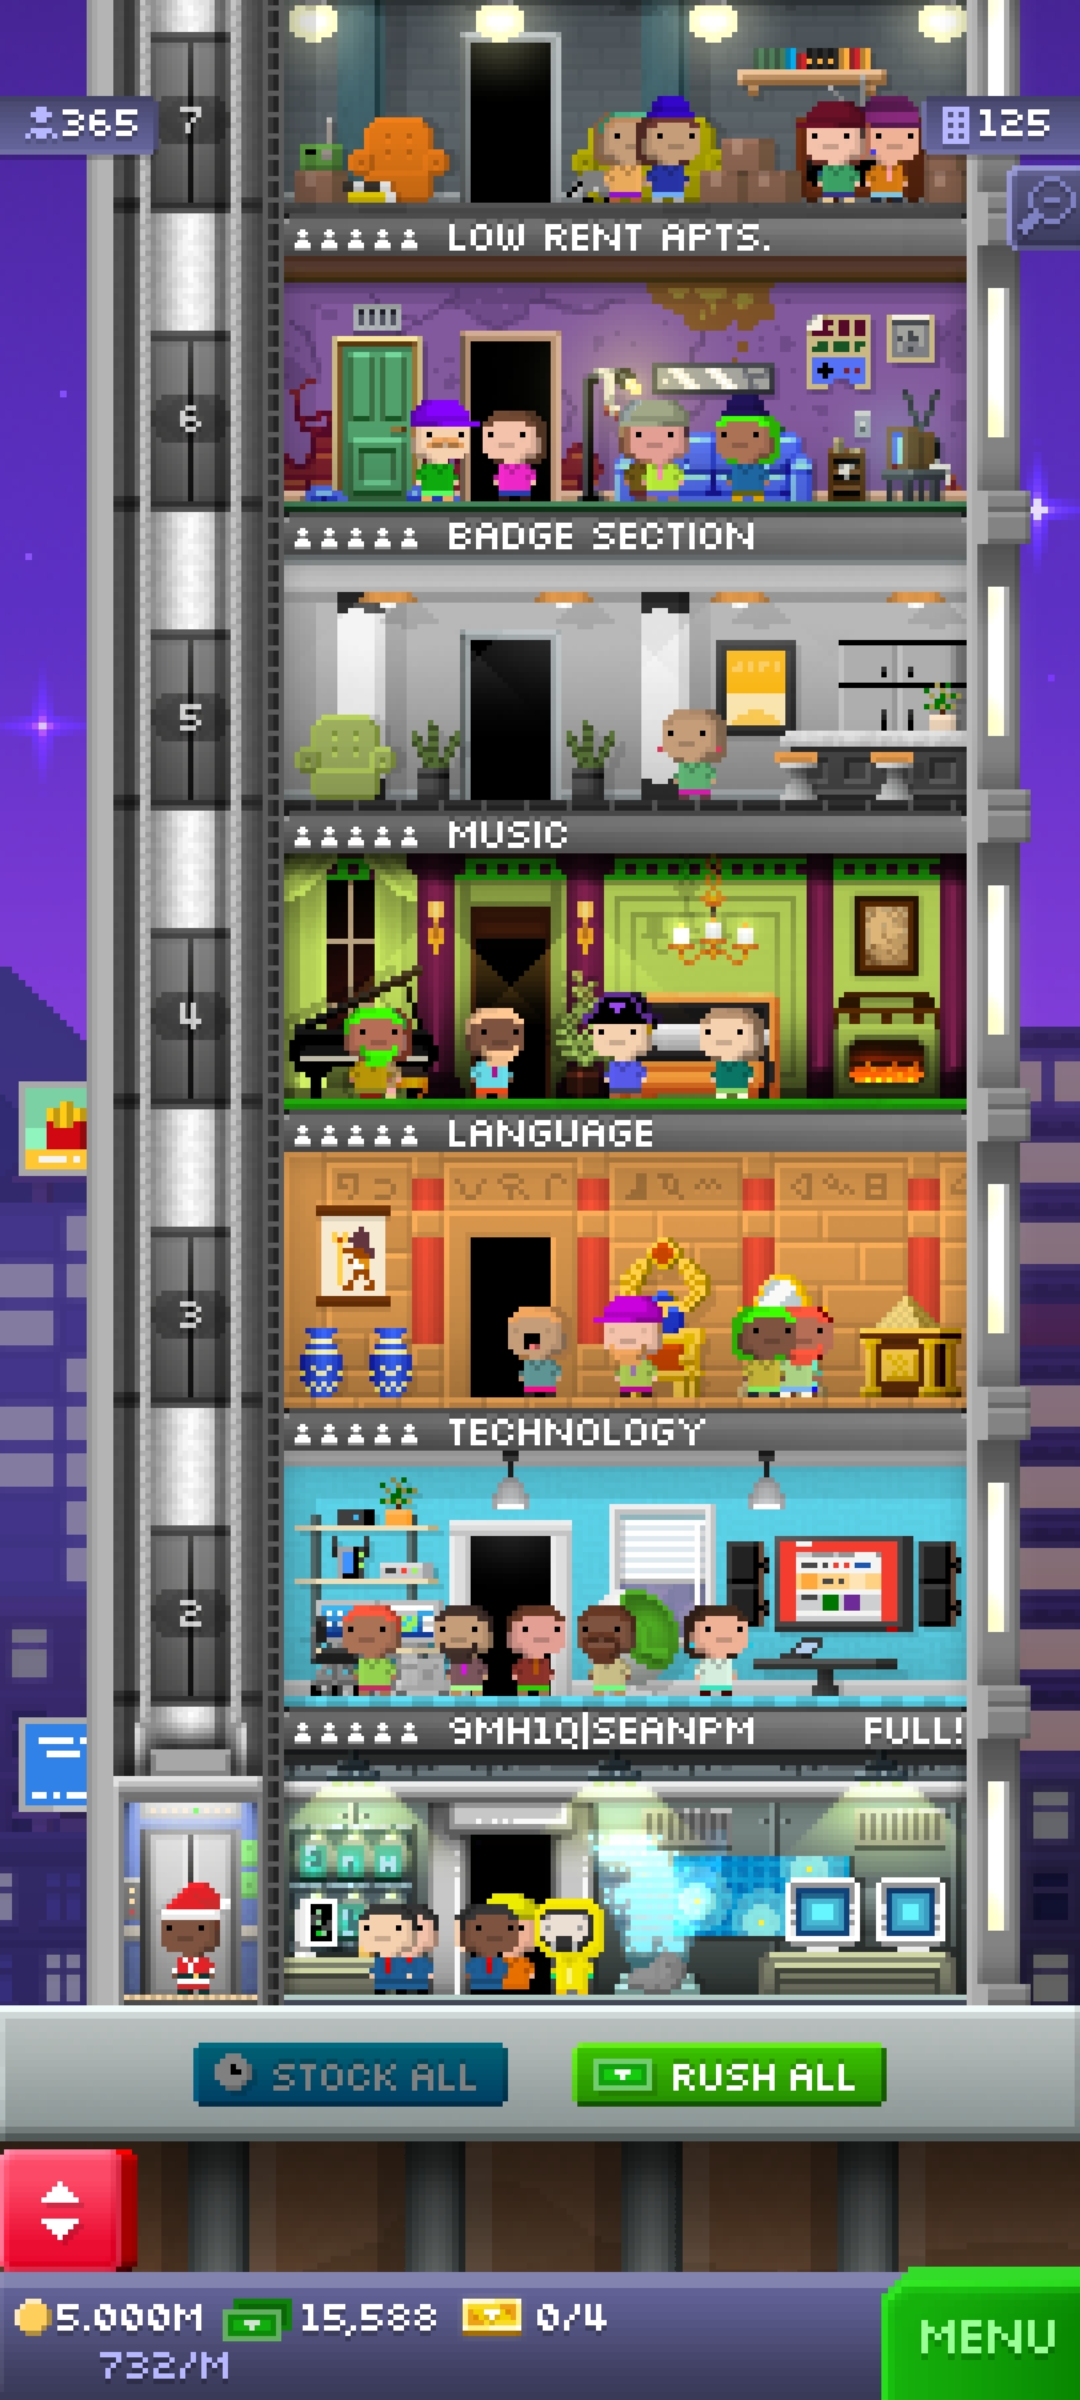 7
365
125
LOW RENT APTS.
6
BADGE SECTION
5
MUSIC
4
LANGUAGE
3
TECHNOLOGY
2
9MH1Q|SEANPM FULL!
STOCK ALL
RUSH ALL
5.000M 15,588 0/4
732/M
MENU